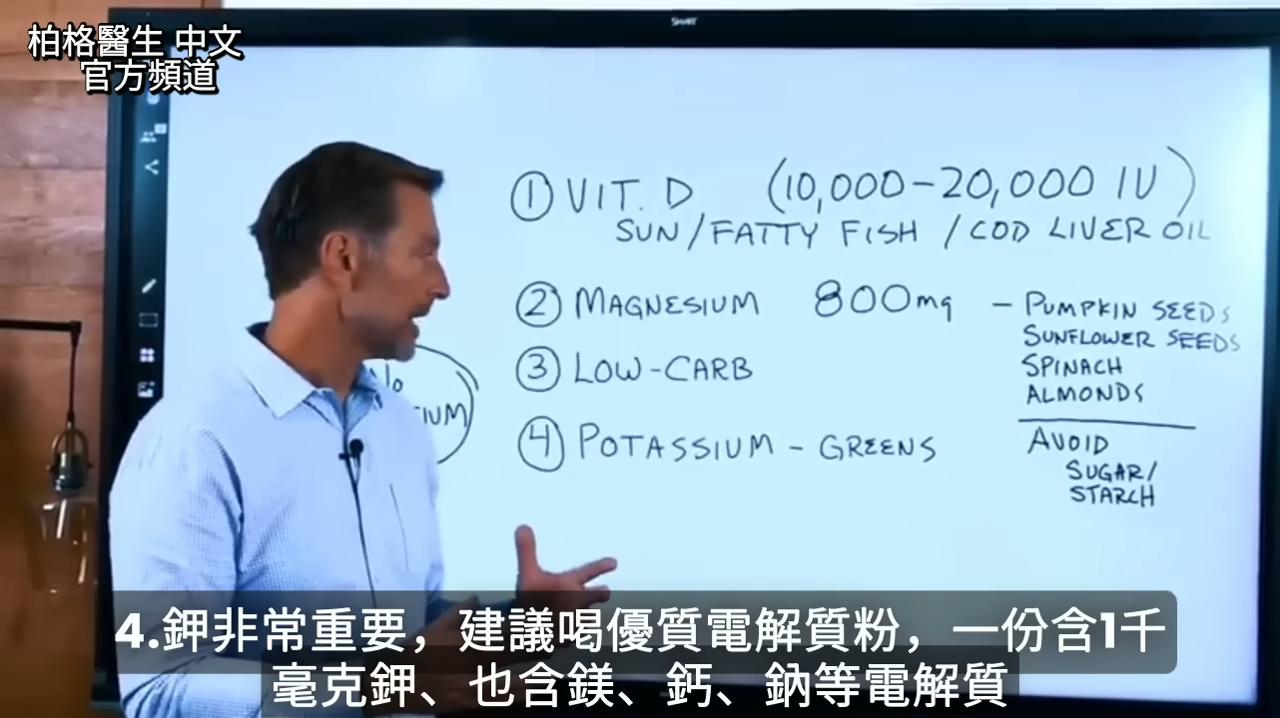 柏格醫生 中文
官方頻道
SMART
① VIT. D (10,000-20,000 IU)
SUN/FATTY FISH /COD LIVER OIL
② MAGNESIUM 800mg - PUMPKIN SEEDS
SUNFLOWER SEEDS
③ LOW-CARB
SPINACH
ALMONDS
④ POTASSIUM - GREENS
AVOID
SUGAR/
STARCH
4.鉀非常重要，建議喝優質電解質粉，一份含1千
毫克鉀、也含鎂、鈣、鈉等電解質